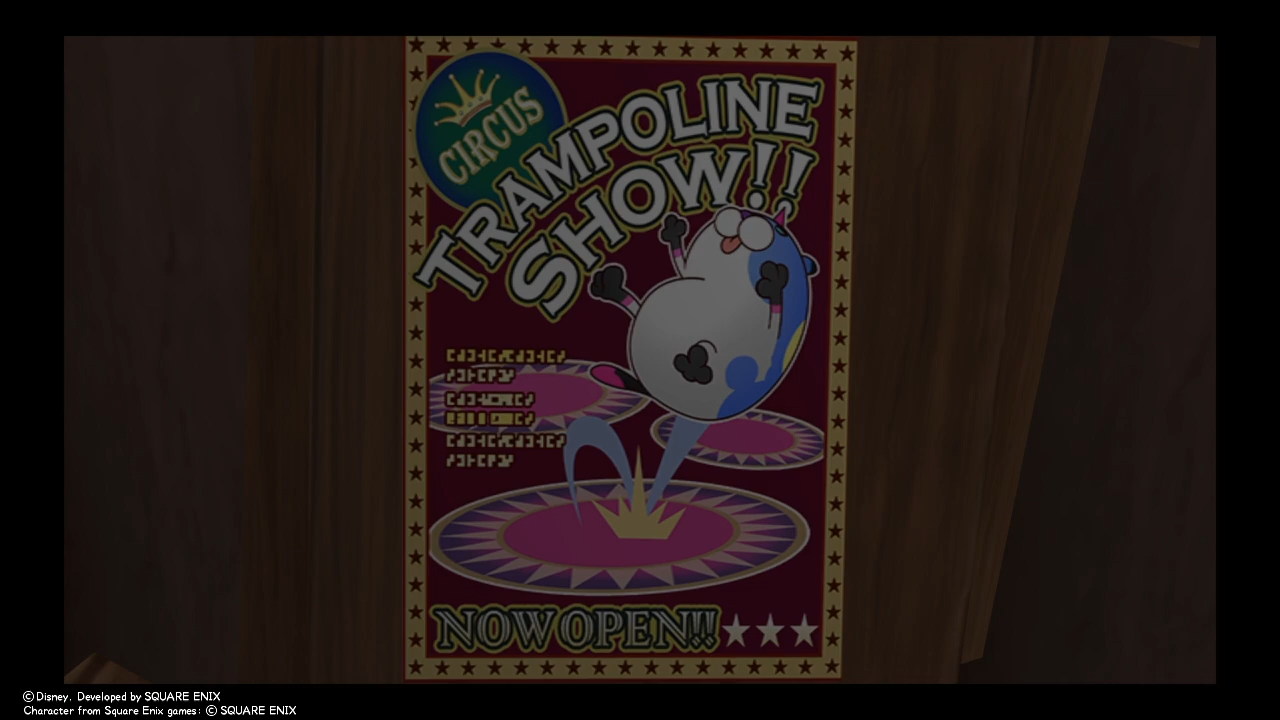 CIRCUS
TRAMPOLINE
SHOW!!
NOW OPEN!!
©Disney. Developed by SQUARE ENIX
Character from Square Enix games: © SQUARE ENIX